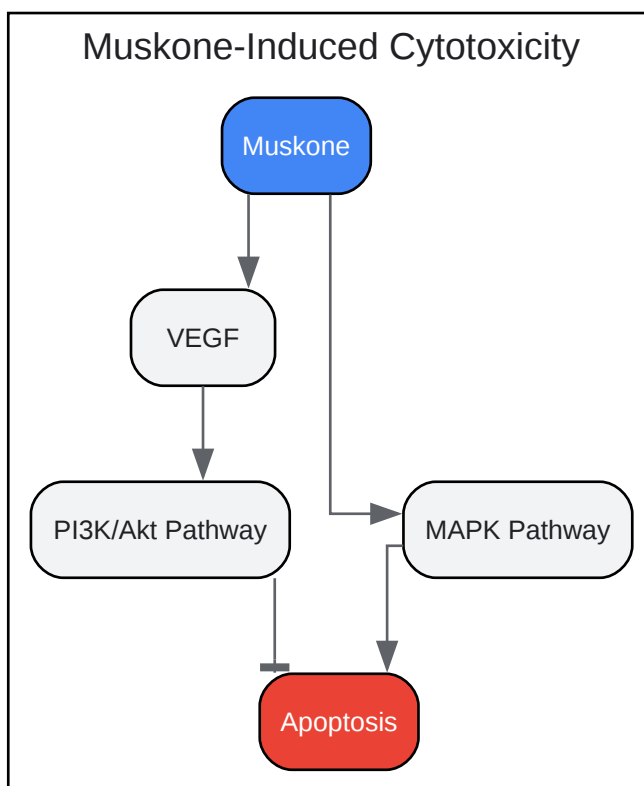 Muskone-Induced Cytotoxicity
Muskone
VEGF
PI3K/Akt Pathway
MAPK Pathway
Apoptosis